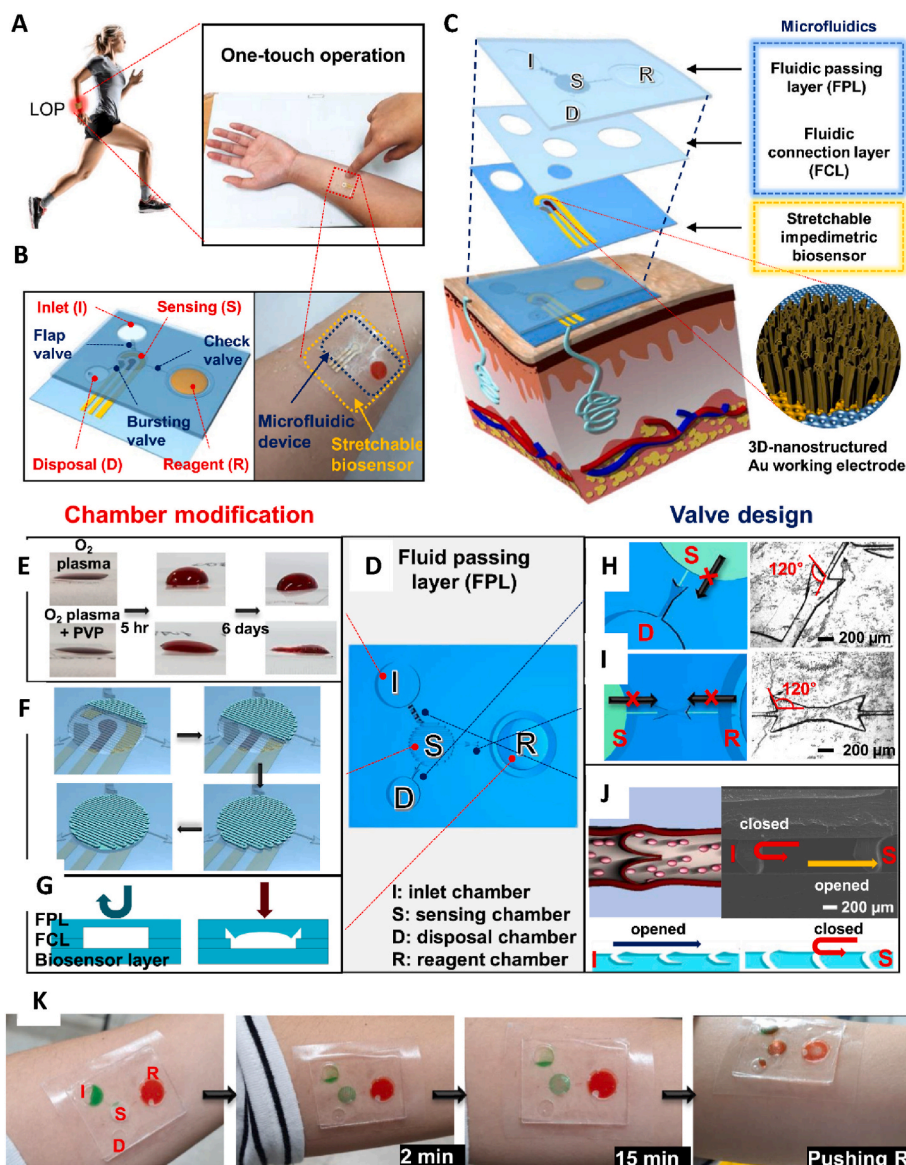 A
One-touch operation
LOP
B
Inlet (I)
Sensing (S)
Flap
valve
Check
valve
Bursting
valve
Disposal (D)
Reagent (R)
Microfluidic
device
Stretchable
biosensor
C
I
S
R
D
Microfluidics
Fluidic passing
layer (FPL)
Fluidic
connection layer
(FCL)
Stretchable
impedimetric
biosensor
3D-nanostructured
Au working electrode
Chamber modification
Valve design
E
O2
plasma
O2 plasma
+ PVP
5 hr
6 days
F
G
FPL
FCL
Biosensor layer
D
Fluid passing
layer (FPL)
I
S
R
D
I: inlet chamber
S: sensing chamber
D: disposal chamber
R: reagent chamber
H
S
D
120°
200 µm
I
S
R
120°
200 µm
J
closed
I
S
opened
200 µm
opened
closed
I
S
K
I
R
S
D
2 min
15 min
Pushing R